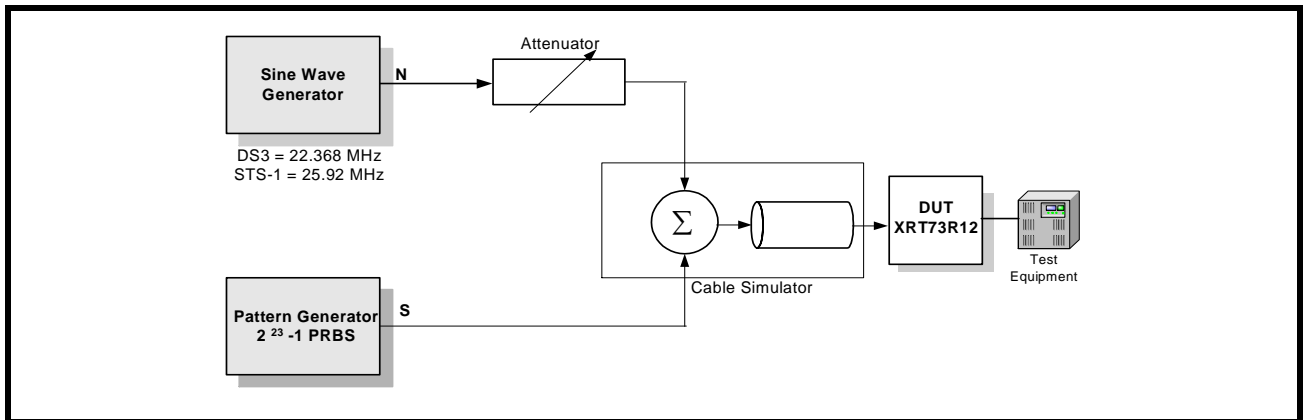 Attenuator
Sine Wave
Generator
N
DS3 = 22.368 MHz
STS-1 = 25.92 MHz
Σ
DUT
XRT73R12
Test
Equipment
Cable Simulator
Pattern Generator
2 23 -1 PRBS
S